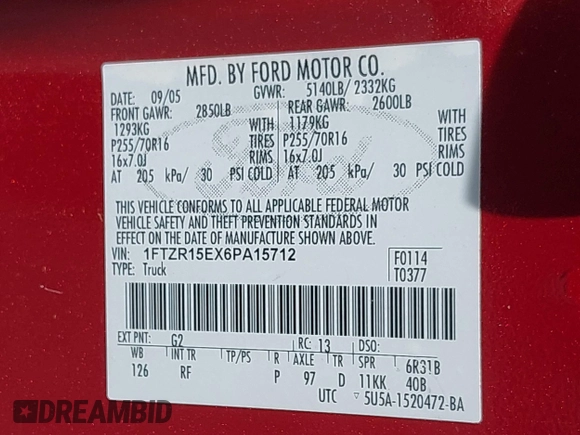 MFD. BY FORD MOTOR CO.
DATE: 09/05 GVWR: 5140LB/ 2332KG
FRONT GAWR: 2850LB REAR GAWR: 2600LB
1293KG WITH 1179KG WITH
P255/70R16 TIRES P255/70R16 TIRES
16x7.0J RIMS 16x7.0J RIMS
AT 205 kPa/ 30 PSI COLD AT 205 kPa/ 30 PSI COLD
THIS VEHICLE CONFORMS TO ALL APPLICABLE FEDERAL MOTOR
VEHICLE SAFETY AND THEFT PREVENTION STANDARDS IN
EFFECT ON THE DATE OF MANUFACTURE SHOWN ABOVE.
VIN: 1FTZR15EX6PA15712 F0114
TYPE: Truck T0377
EXT PNT: G2 RC: 13 DSO:
WB INT TR TP/PS R AXLE TR SPR 6R31B
126 RF P 97 D 11KK 40B
UTC ▽5U5A-1520472-BA
DREAMBID